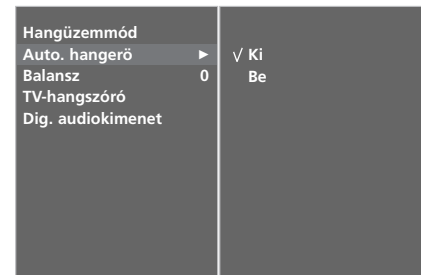 Hangüzemmód
Auto. hangerö ► √ Ki
Balansz 0 Be
TV-hangszóró
Dig. audiokimenet